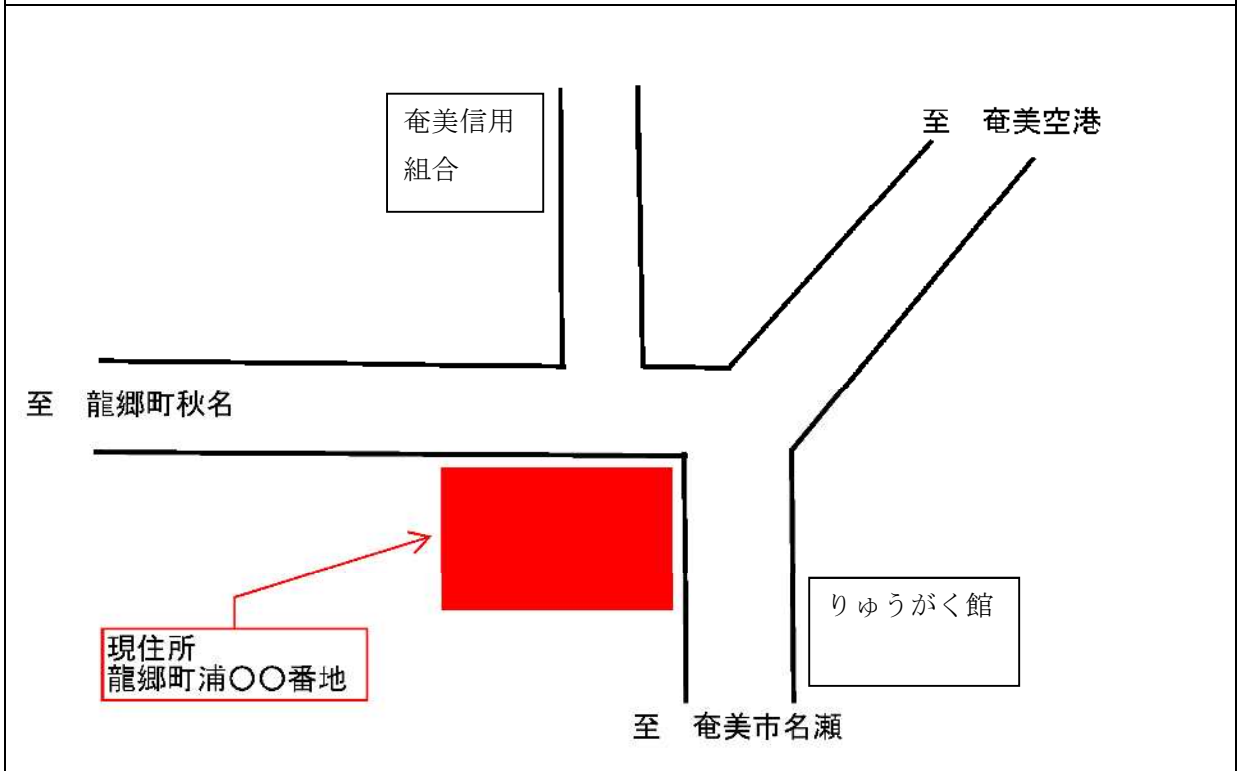 奄美信用
組合
至　奄美空港
至　龍郷町秋名
りゅうがく館
現住所
龍郷町浦〇〇番地
至　奄美市名瀬